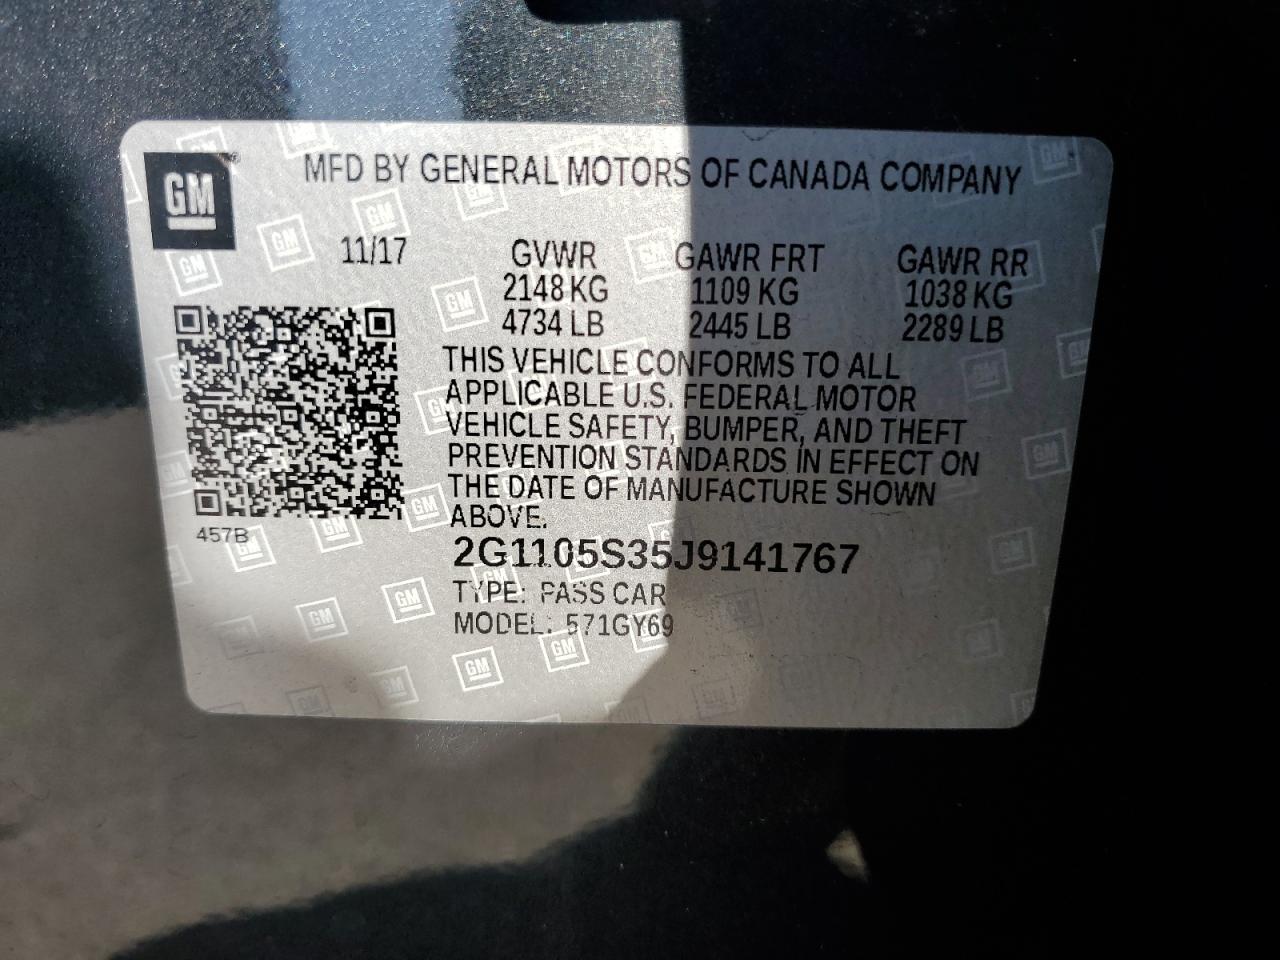 GM
MFD BY GENERAL MOTORS OF CANADA COMPANY
11/17 GVWR GAWR FRT GAWR RR
2148 KG 1109 KG 1038 KG
4734 LB 2445 LB 2289 LB
THIS VEHICLE CONFORMS TO ALL
APPLICABLE U.S. FEDERAL MOTOR
VEHICLE SAFETY, BUMPER, AND THEFT
PREVENTION STANDARDS IN EFFECT ON
THE DATE OF MANUFACTURE SHOWN
ABOVE.
457B
2G1105S35J9141767
TYPE: PASS CAR
MODEL: 571GY69